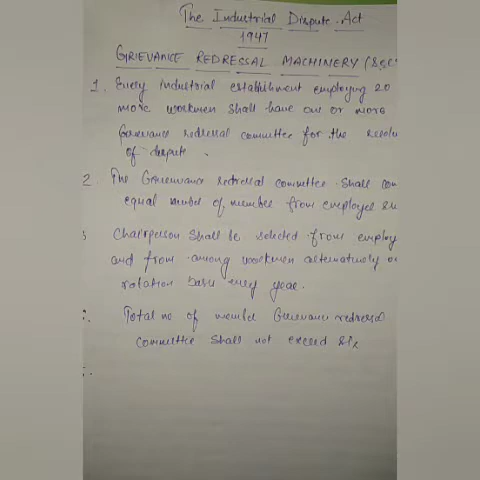 The Industrial Dispute Act
1947
GRIEVANCE REDRESSAL MACHINERY
1. Every industrial establishment employing 20
more workmen shall have one or more
Grievance redressal committee for the
of dispute .
2. The Grievance redressal committee shall
equal number of member from employer
Chairperson shall be selected from
and from among workmen alternatively
rotation basis every year.
Total no of member Grievance redressal
committee shall not exceed six